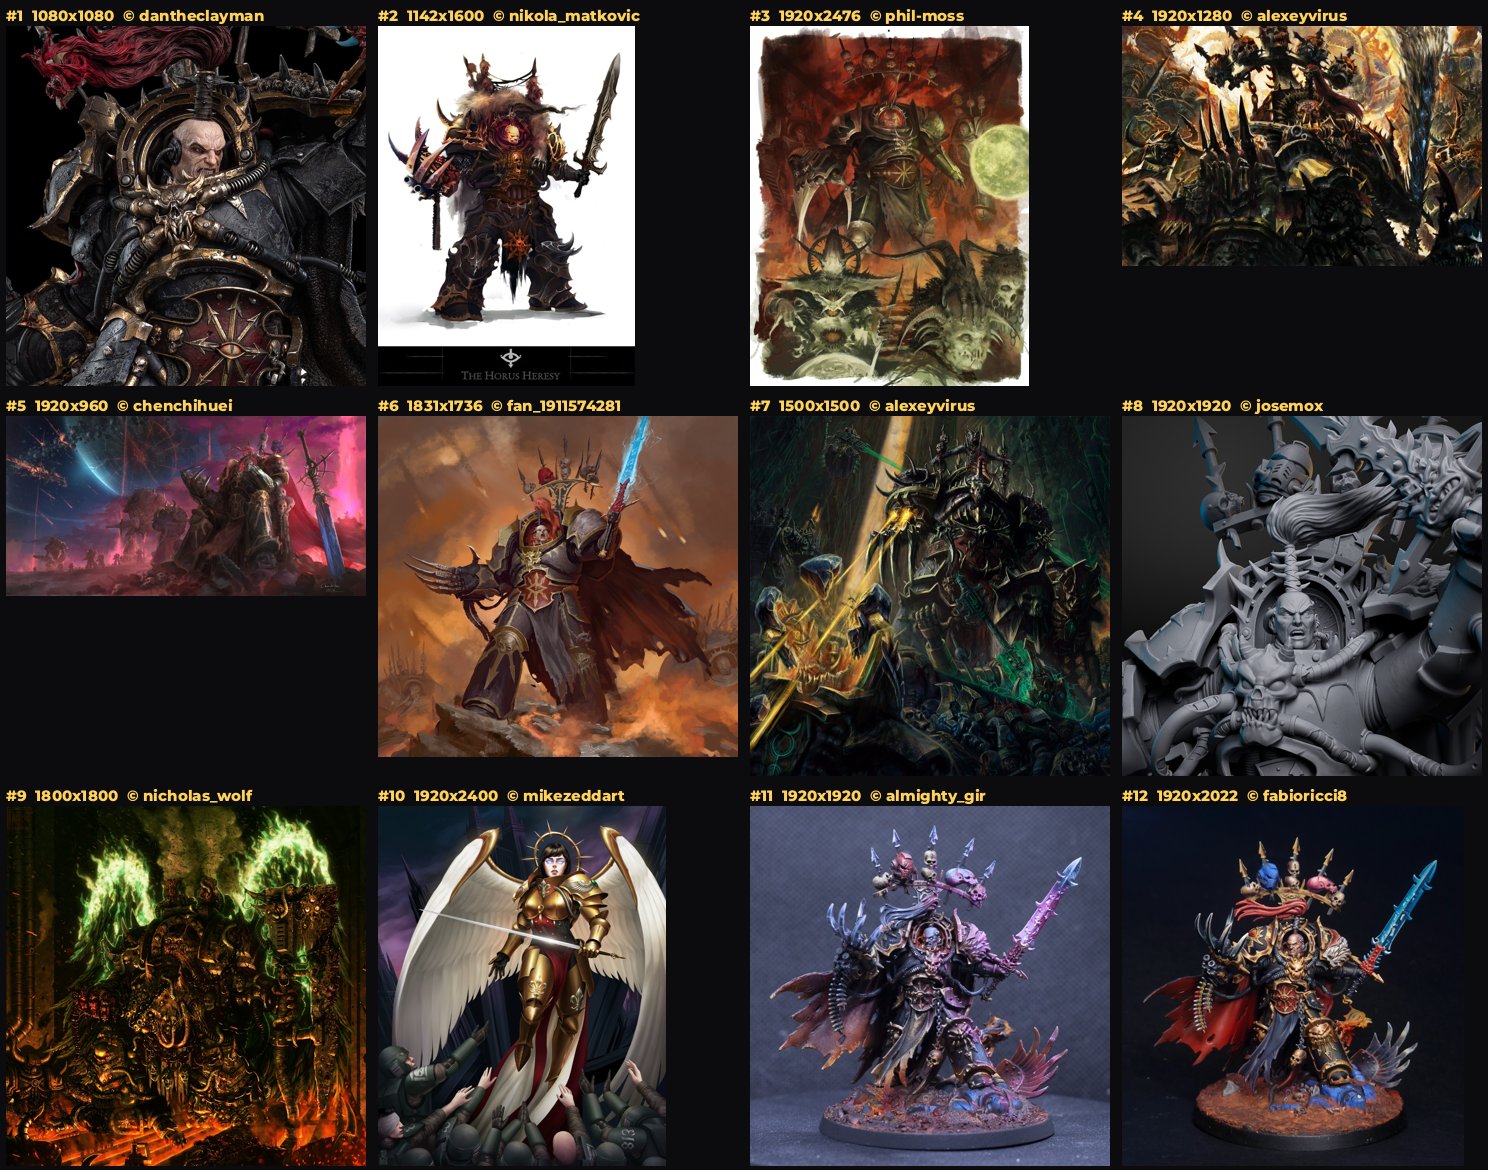 #1 1080x1080 © dantheclayman
#2 1142x1600 © nikola_matkovic
#3 1920x2476 © phil-moss
#4 1920x1280 © alexeyvirus
THE HORUS HERESY
#5 1920x960 © chenchihuei
#6 1831x1736 © fan_1911574281
#7 1500x1500 © alexeyvirus
#8 1920x1920 © josemox
#9 1800x1800 © nicholas_wolf
#10 1920x2400 © mikezeddart
#11 1920x1920 © almighty_gir
#12 1920x2022 © fabioricci8
313